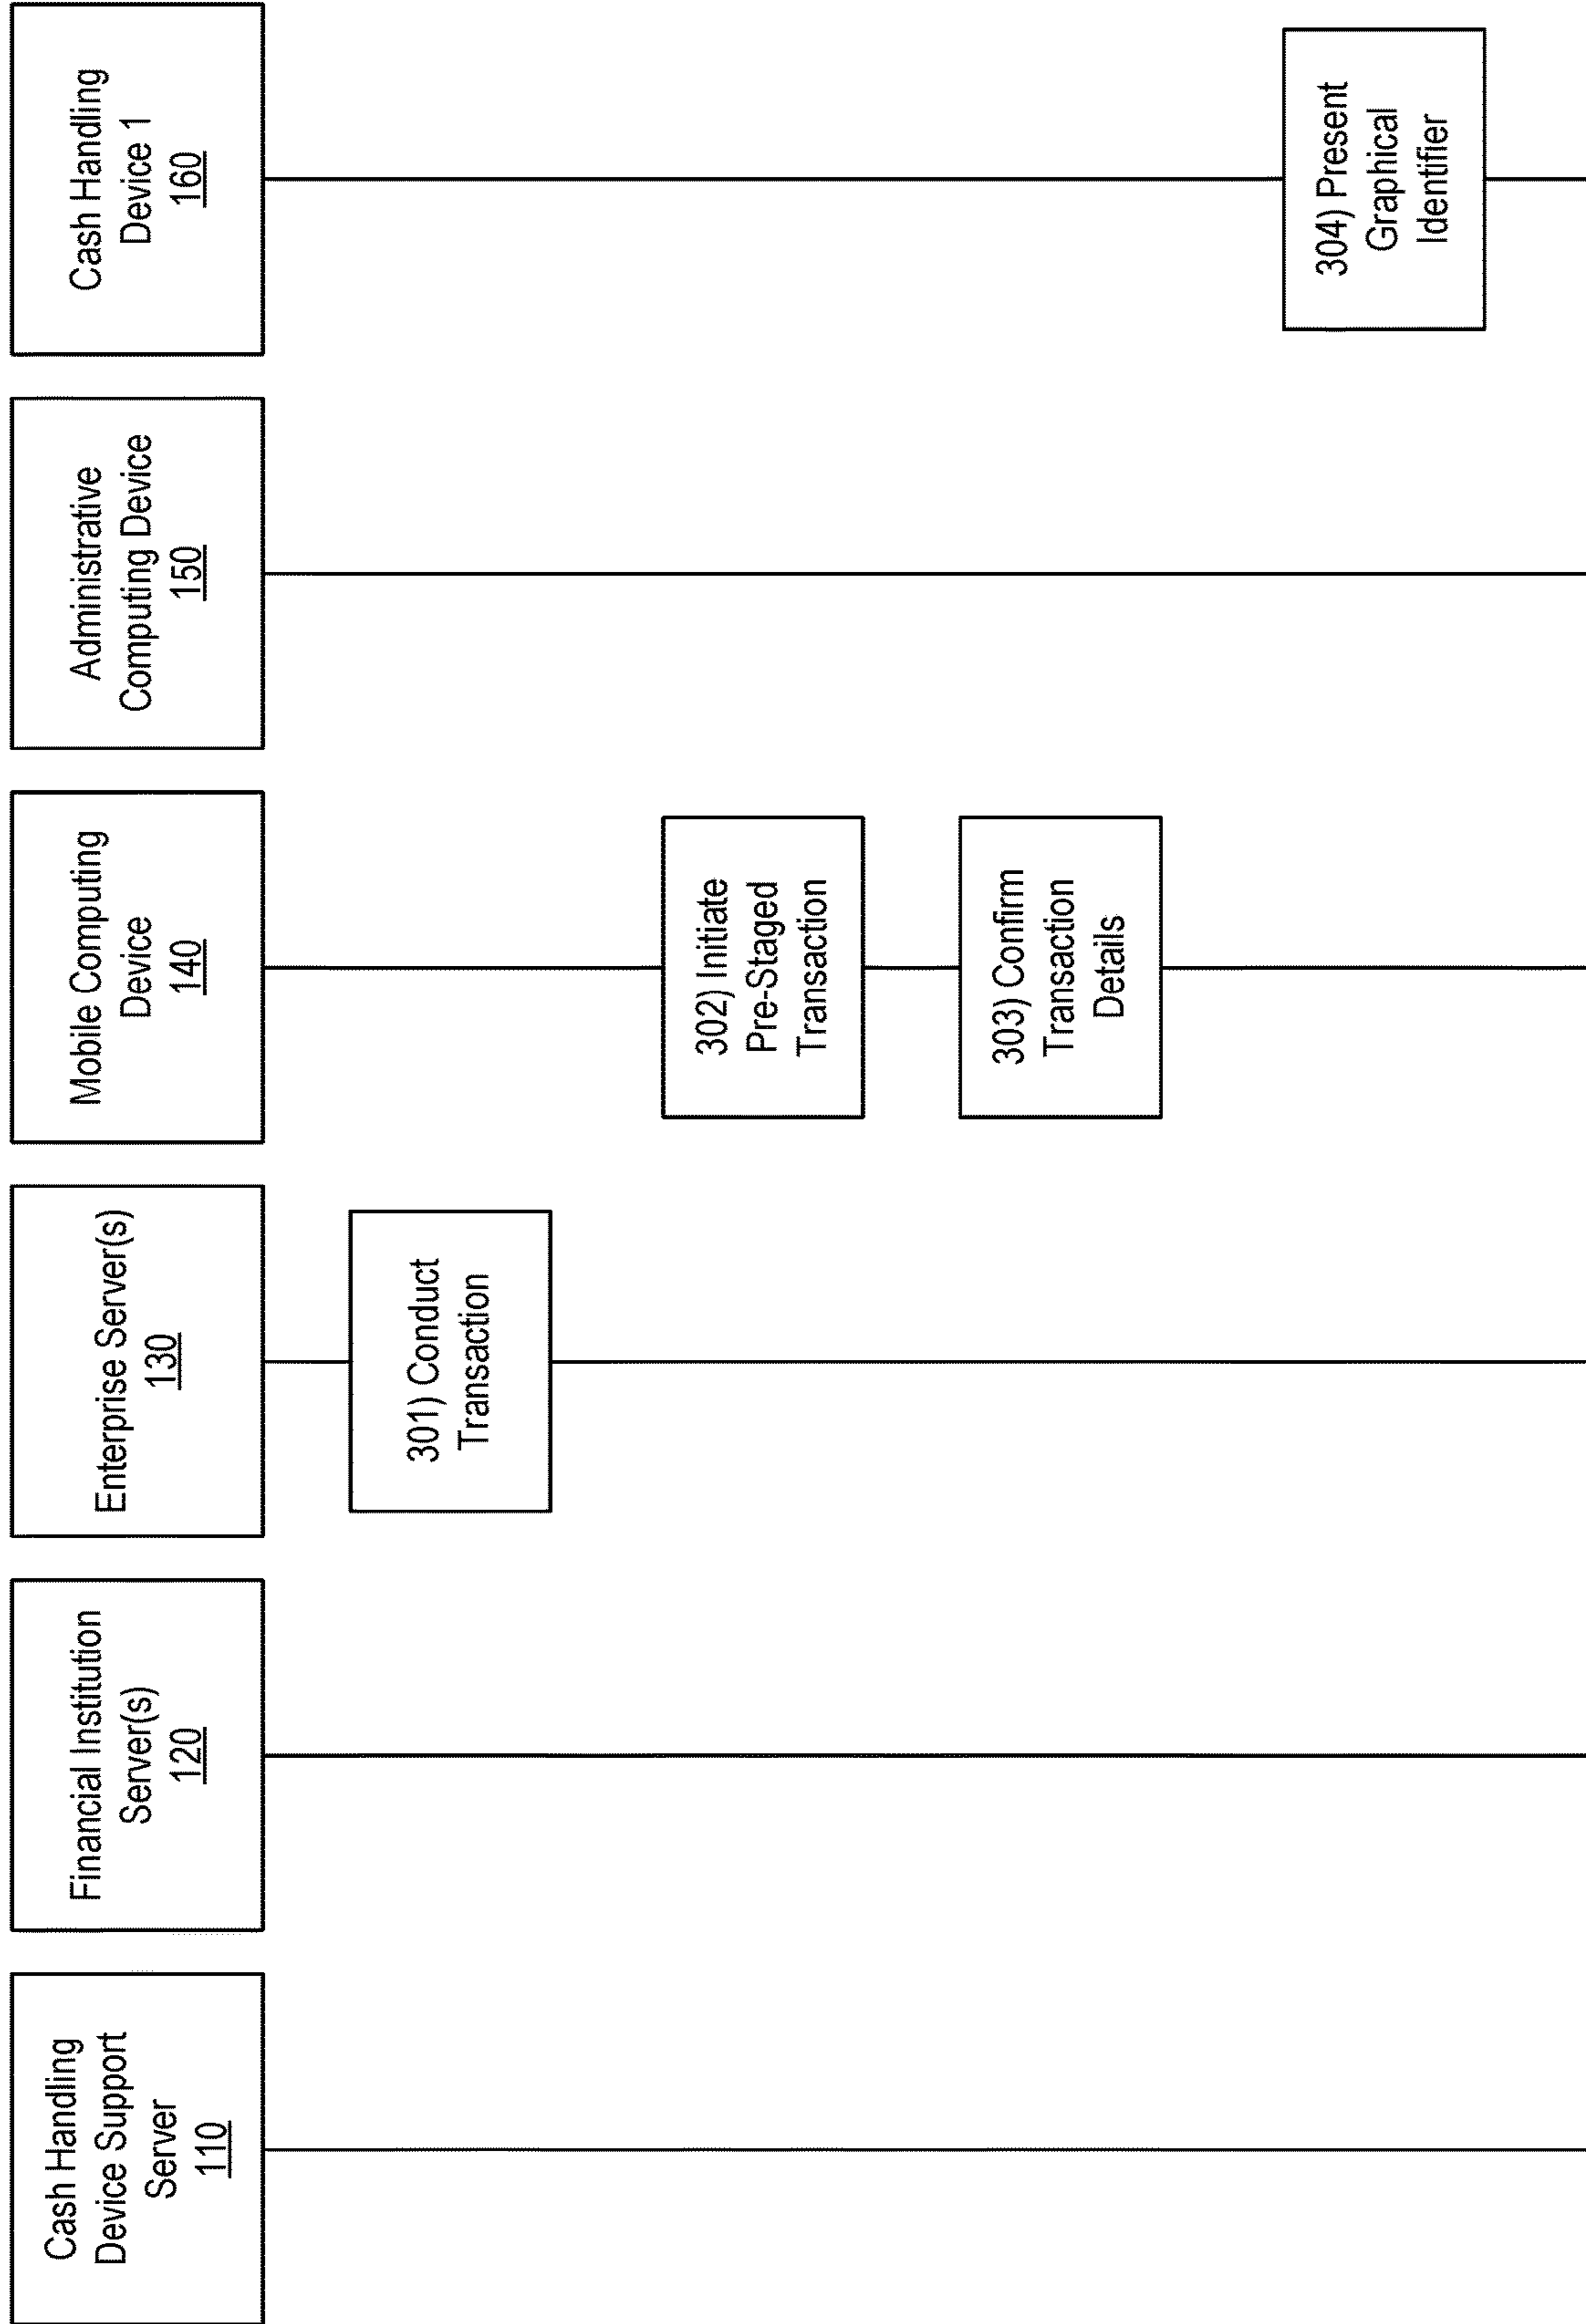 Cash Handling
Device Support
Server
110
Financial Institution
Server(s)
120
Enterprise Server(s)
130
Mobile Computing
Device
140
Administrative
Computing Device
150
Cash Handling
Device 1
160
301) Conduct
Transaction
302) Initiate
Pre-Staged
Transaction
303) Confirm
Transaction
Details
304) Present
Graphical
Identifier